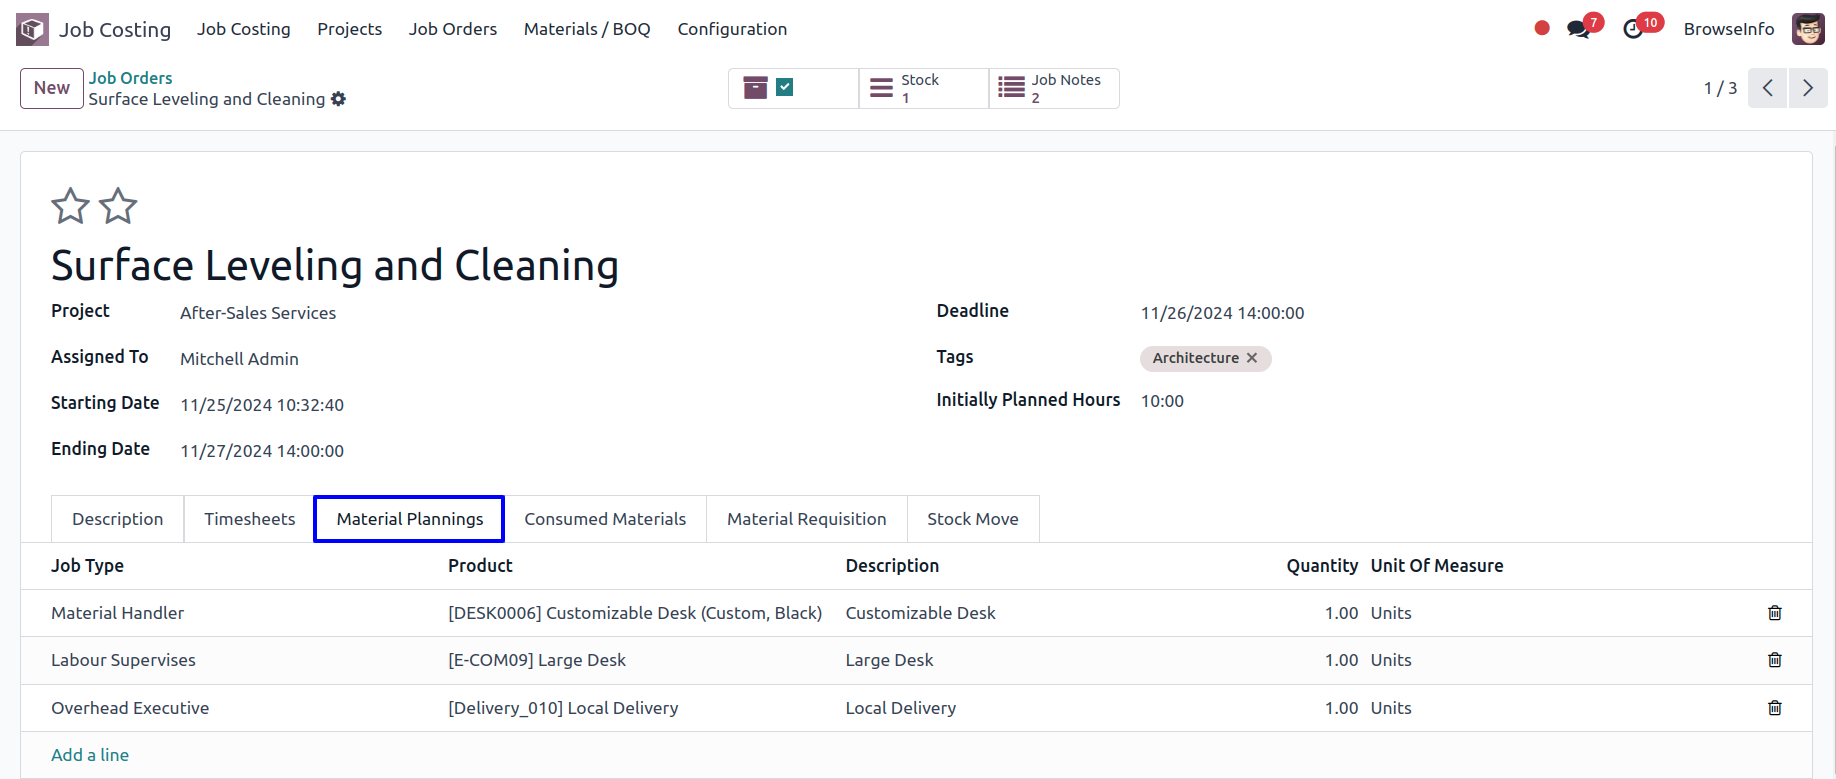 Job Costing Job Costing Projects Job Orders Materials / BOQ Configuration 7 10 BrowseInfo
New Job Orders
Surface Leveling and Cleaning
Stock
1
Job Notes
2
1 / 3
Surface Leveling and Cleaning
Project After-Sales Services Deadline 11/26/2024 14:00:00
Assigned To Mitchell Admin Tags Architecture
Starting Date 11/25/2024 10:32:40 Initially Planned Hours 10:00
Ending Date 11/27/2024 14:00:00
Description Timesheets Material Plannings Consumed Materials Material Requisition Stock Move
Job Type Product Description Quantity Unit Of Measure
Material Handler [DESK0006] Customizable Desk (Custom, Black) Customizable Desk 1.00 Units
Labour Supervises [E-COM09] Large Desk Large Desk 1.00 Units
Overhead Executive [Delivery_010] Local Delivery Local Delivery 1.00 Units
Add a line